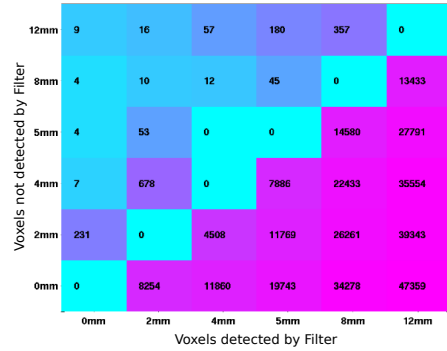 Voxels not detected by Filter
12mm 9 16 57 180 357 0
8mm 4 10 12 45 0 13433
5mm 4 53 0 0 14580 27791
4mm 7 678 0 7886 22433 35554
2mm 231 0 4508 11769 26261 39343
0mm 0 8254 11860 19743 34278 47359
0mm 2mm 4mm 5mm 8mm 12mm
Voxels detected by Filter